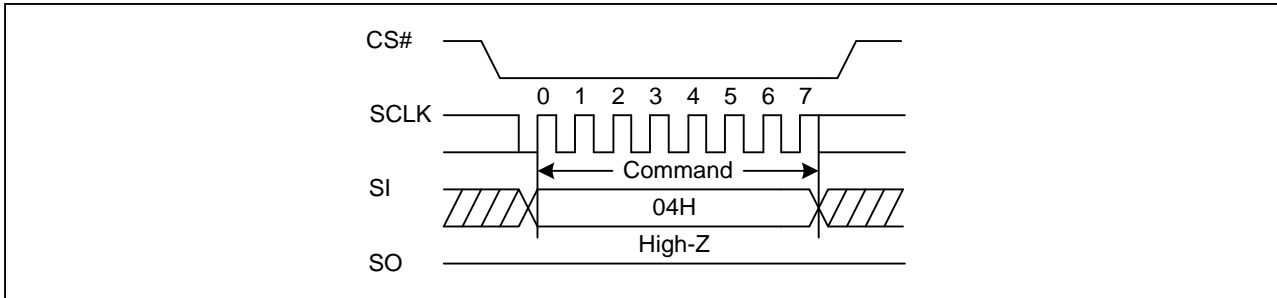 CS#
0 1 2 3 4 5 6 7
SCLK
Command
SI
04H
High-Z
SO